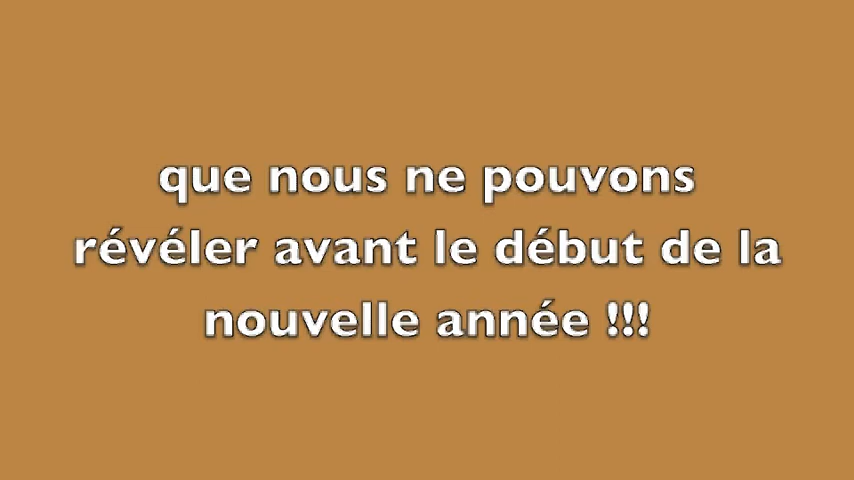 que nous ne pouvons
révéler avant le début de la
nouvelle année !!!